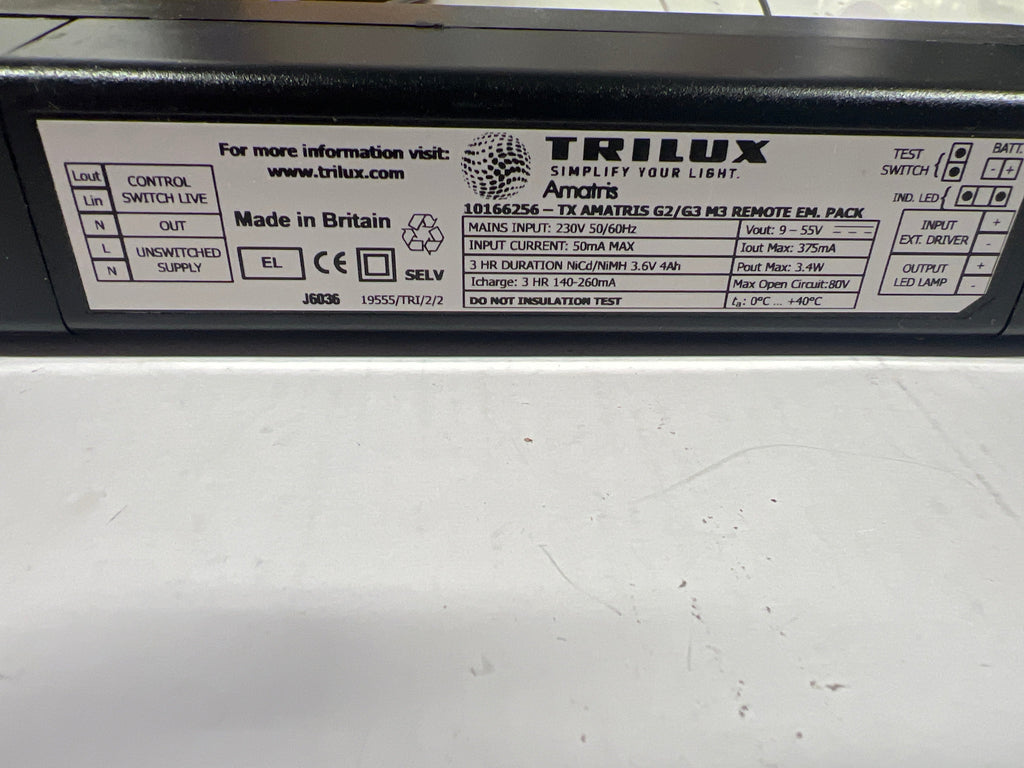 For more information visit:
www.trilux.com
Lout
Lin
CONTROL
SWITCH LIVE
N
OUT
L
N
UNSWITCHED
SUPPLY
Made in Britain
EL
CE
SELV
J6036
19555/TRI/2/2
TRILUX
SIMPLIFY YOUR LIGHT.
Amatris
10166256 – TX AMATRIS G2/G3 M3 REMOTE EM. PACK
MAINS INPUT: 230V 50/60Hz
Vout: 9 – 55V
INPUT CURRENT: 50mA MAX
Iout Max: 375mA
3 HR DURATION NiCd/NiMH 3.6V 4Ah
Pout Max: 3.4W
Icharge: 3 HR 140-260mA
Max Open Circuit:80V
DO NOT INSULATION TEST
ta: 0°C ... +40°C
TEST
SWITCH
BATT.
- +
IND. LED
INPUT
EXT. DRIVER
+
-
OUTPUT
LED LAMP
+
-